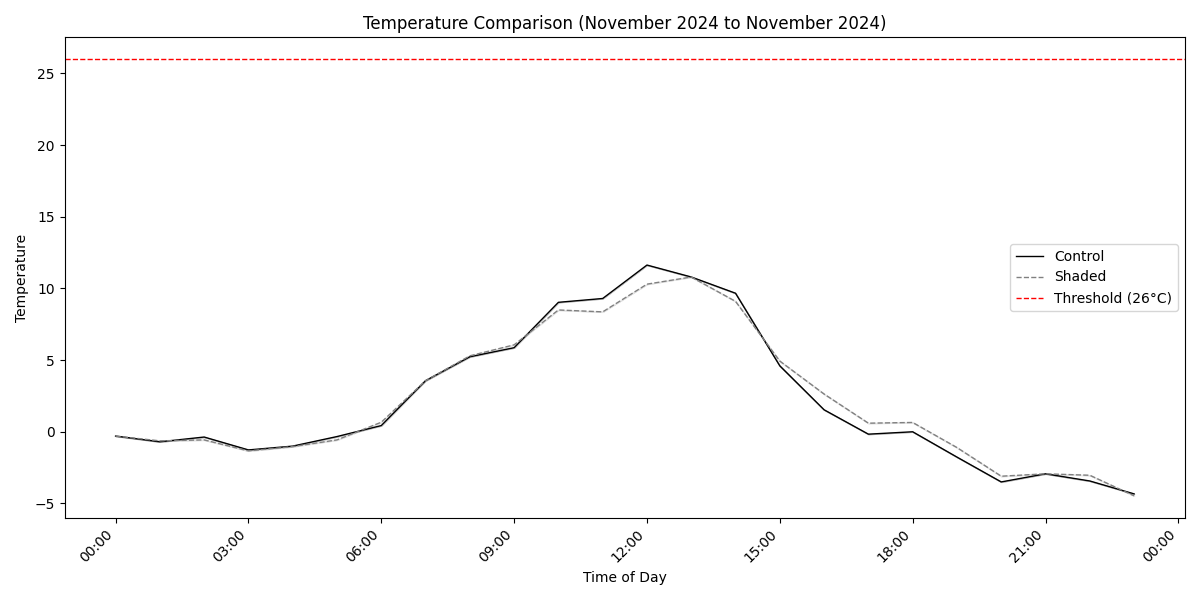 Temperature Comparison (November 2024 to November 2024)
Temperature
25
20
15
10
5
0
−5
Control
Shaded
Threshold (26°C)
00:00
03:00
06:00
09:00
12:00
15:00
18:00
21:00
00:00
Time of Day